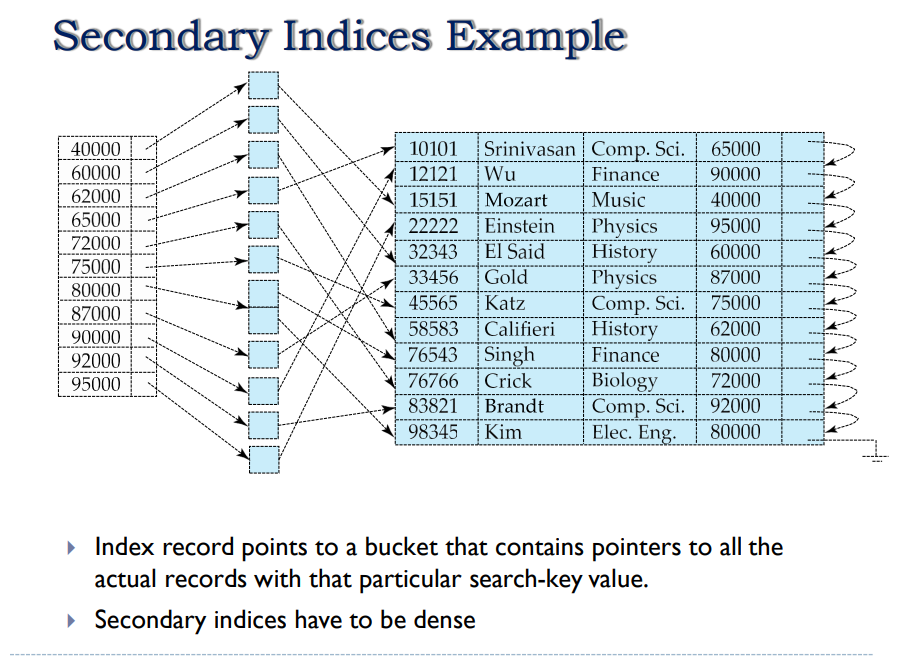 Secondary Indices Example
40000
60000
62000
65000
72000
75000
80000
87000
90000
92000
95000
10101 Srinivasan Comp. Sci. 65000
12121 Wu Finance 90000
15151 Mozart Music 40000
22222 Einstein Physics 95000
32343 El Said History 60000
33456 Gold Physics 87000
45565 Katz Comp. Sci. 75000
58583 Califieri History 62000
76543 Singh Finance 80000
76766 Crick Biology 72000
83821 Brandt Comp. Sci. 92000
98345 Kim Elec. Eng. 80000
Index record points to a bucket that contains pointers to all the
actual records with that particular search-key value.
Secondary indices have to be dense